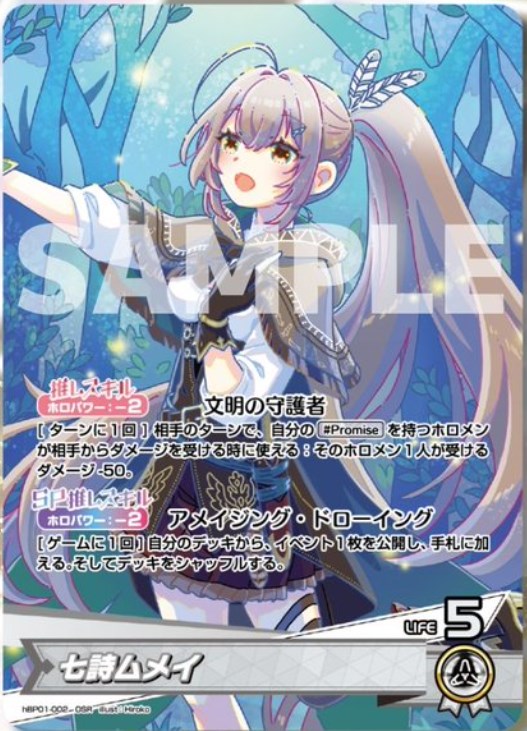 SAMPLE
推しスキル
ホロパワー：-2
文明の守護者
[ターンに1回] 相手のターンで、自分の #Promise を持つホロメン
が相手からダメージを受ける時に使える：そのホロメン1人が受ける
ダメージ-50。
SP推しスキル
ホロパワー：-2
アメイジング・ドローイング
[ゲームに1回] 自分のデッキから、イベント1枚を公開し、手札に加
える。そしてデッキをシャッフルする。
LIFE 5
七詩ムメイ
hBP01-002 OSR illust：Hiroko